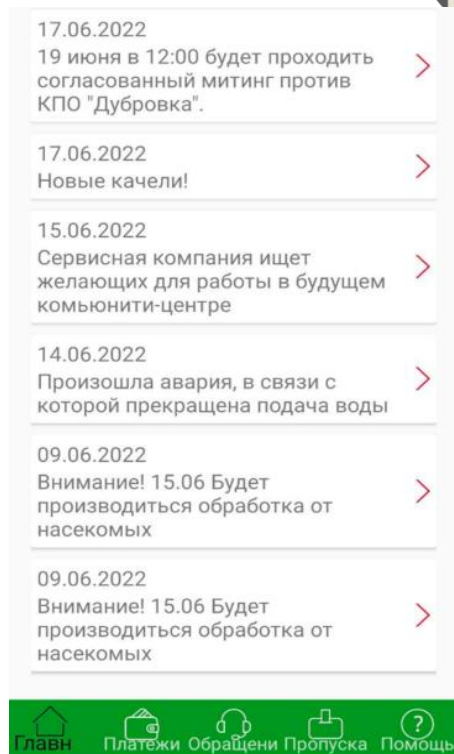 17.06.2022
19 июня в 12:00 будет проходить
согласованный митинг против
КПО "Дубровка".
17.06.2022
Новые качели!
15.06.2022
Сервисная компания ищет
желающих для работы в будущем
комьюнити-центре
14.06.2022
Произошла авария, в связи с
которой прекращена подача воды
09.06.2022
Внимание! 15.06 Будет
производиться обработка от
насекомых
09.06.2022
Внимание! 15.06 Будет
производиться обработка от
насекомых
Главн Платежи Обращени Пропуска Помощь